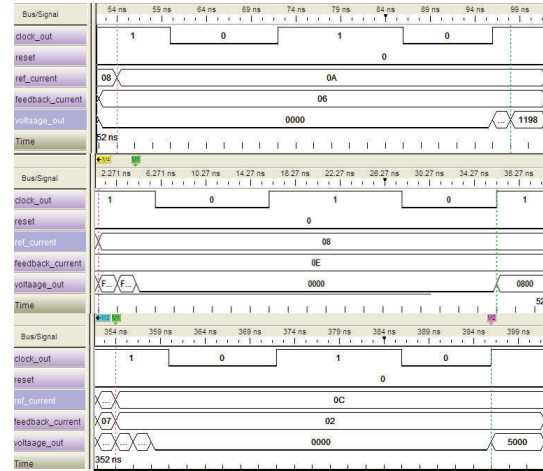 Bus/Signal 54 ns 59 ns 64 ns 69 ns 74 ns 79 ns 84 ns 89 ns 94 ns 99 ns
clock_out 1 0 1 0
reset 0
ref_current 08 0A
feedback_current 06
voltaage_out 0000 ... 1198
Time 52 ns
Bus/Signal 2.271 ns 6.271 ns 10.27 ns 14.27 ns 18.27 ns 22.27 ns 26.27 ns 30.27 ns 34.27 ns 38.27 ns
clock_out 1 0 1 0 1
reset 0
ref_current 08
feedback_current 0E
voltaage_out F... F... 0000 0800
Time 52
Bus/Signal 354 ns 359 ns 364 ns 369 ns 374 ns 379 ns 384 ns 389 ns 394 ns 399 ns
clock_out 1 0 1 0
reset 0
ref_current ... 0C
feedback_current 07 02
voltaage_out ... ... ... 0000 5000
Time 352 ns